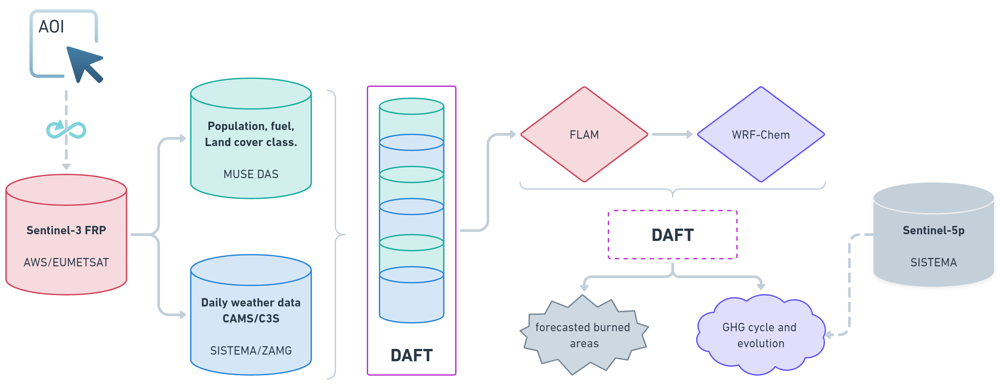 AOI
Sentinel-3 FRP
AWS/EUMETSAT
Population, fuel,
Land cover class.
MUSE DAS
Daily weather data
CAMS/C3S
SISTEMA/ZAMG
DAFT
FLAM
WRF-Chem
DAFT
forecasted burned
areas
GHG cycle and
evolution
Sentinel-5p
SISTEMA